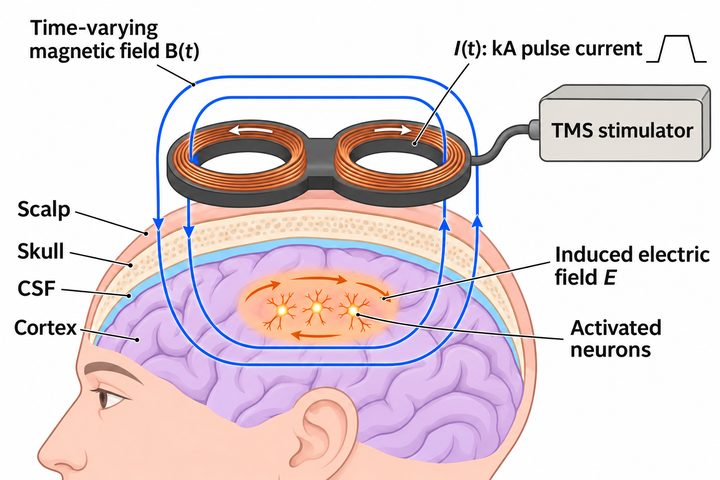 Time-varying
magnetic field B(t)
I(t): kA pulse current
TMS stimulator
Scalp
Skull
CSF
Cortex
Induced electric
field E
Activated
neurons